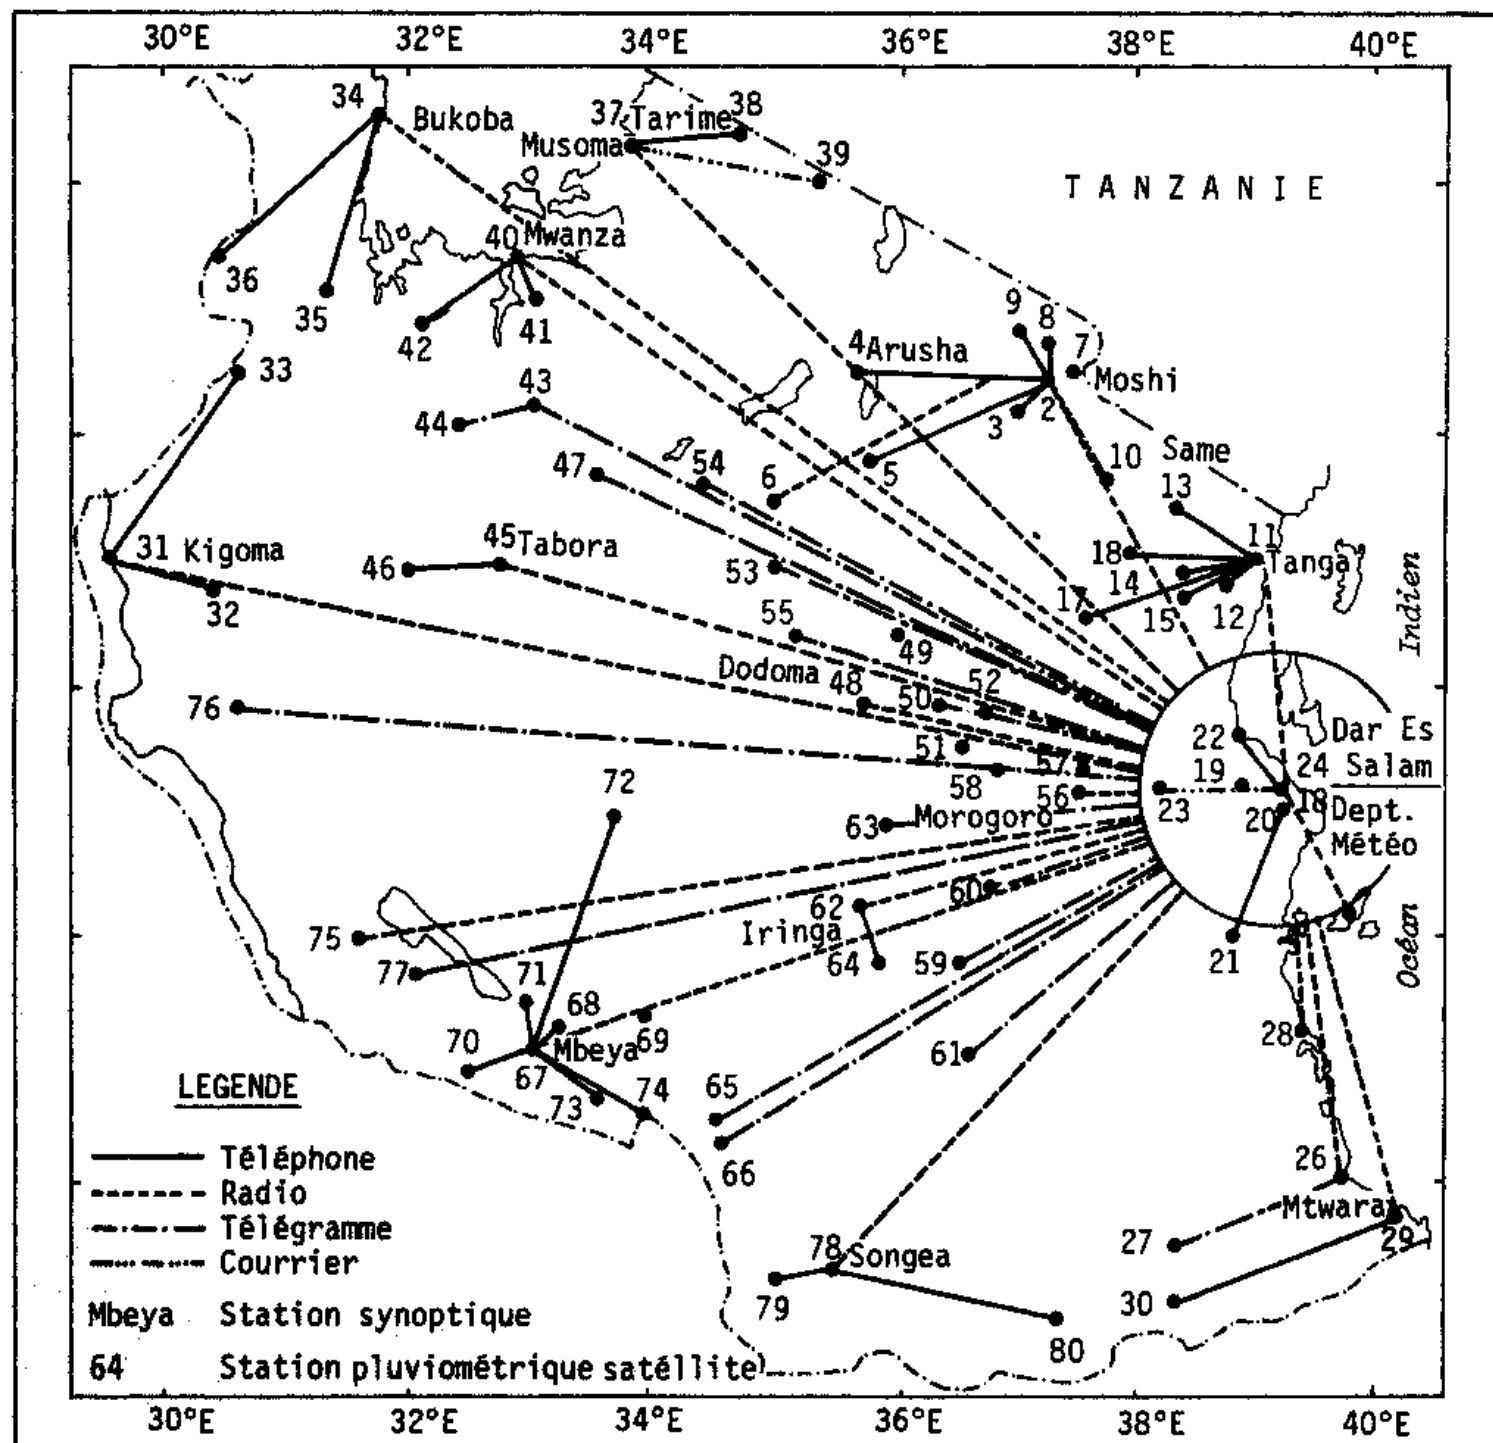 30°E 32°E 34°E 36°E 38°E 40°E
34 Bukoba 37 Tarime 38
Musoma
39
TANZANIE
40 Mwanza
36
35
42 41
9 8
4 Arusha 7
Moshi
33
43
44
3 2
Same
47 54 6 5 10
13
31 Kigoma
45 Tabora
46
53
18 11
Tanga
14
32
55 49
17 15 12
Indien
Dodoma
48 50 52
76
51
22
Dar Es
24 Salam
72
58 57
56
23 19
18
20 Dept.
Météo
63 Morogoro
60
62
75
Iringa
64 59
21
Océan
77
71
68
70
Mbeya 69
61
28
LEGENDE
67
73 74
65
66
Téléphone
Radio
Télégramme
Courrier
26
Mtwara
27
29
78 Songea
79
30
80
Mbeya Station synoptique
64 Station pluviométrique satéllite
30°E 32°E 34°E 36°E 38°E 40°E